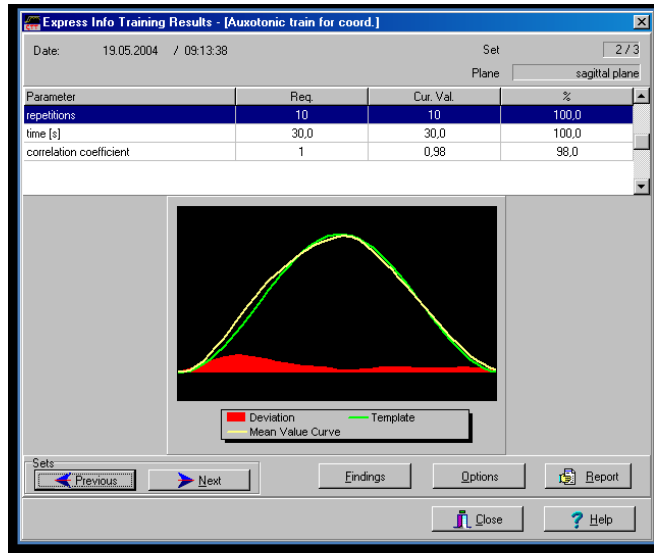 Express Info Training Results - [Auxotonic train for coord.]
Date: 19.05.2004 / 09:13:38 Set 2 / 3
Plane sagittal plane
Parameter Req. Cur. Val. %
repetitions 10 10 100,0
time [s] 30,0 30,0 100,0
correlation coefficient 1 0,98 98,0
Deviation Template
Mean Value Curve
Sets
Previous Next Findings Options Report
Close Help